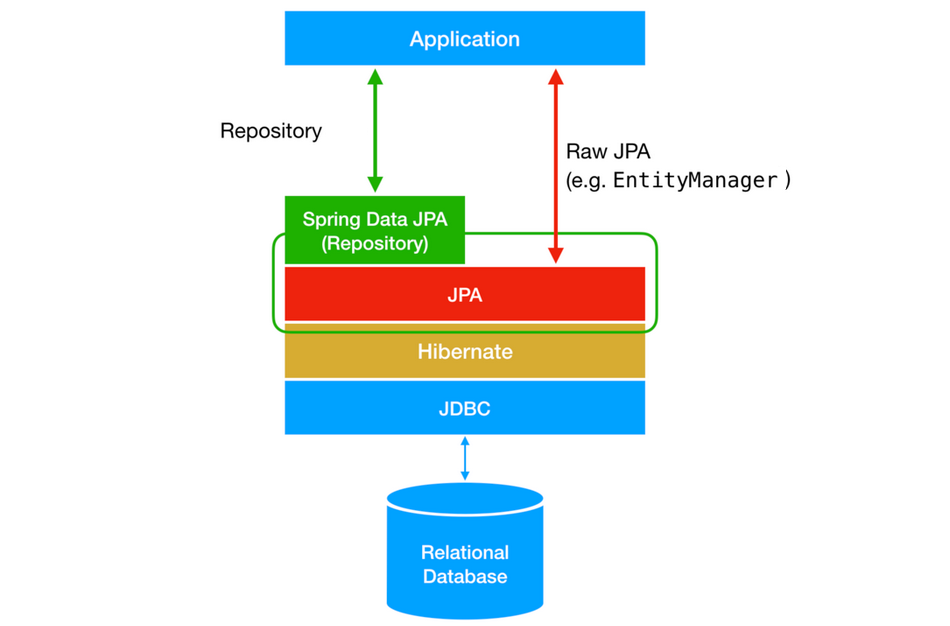 Application
Repository
Raw JPA
(e.g. EntityManager )
Spring Data JPA
(Repository)
JPA
Hibernate
JDBC
Relational
Database